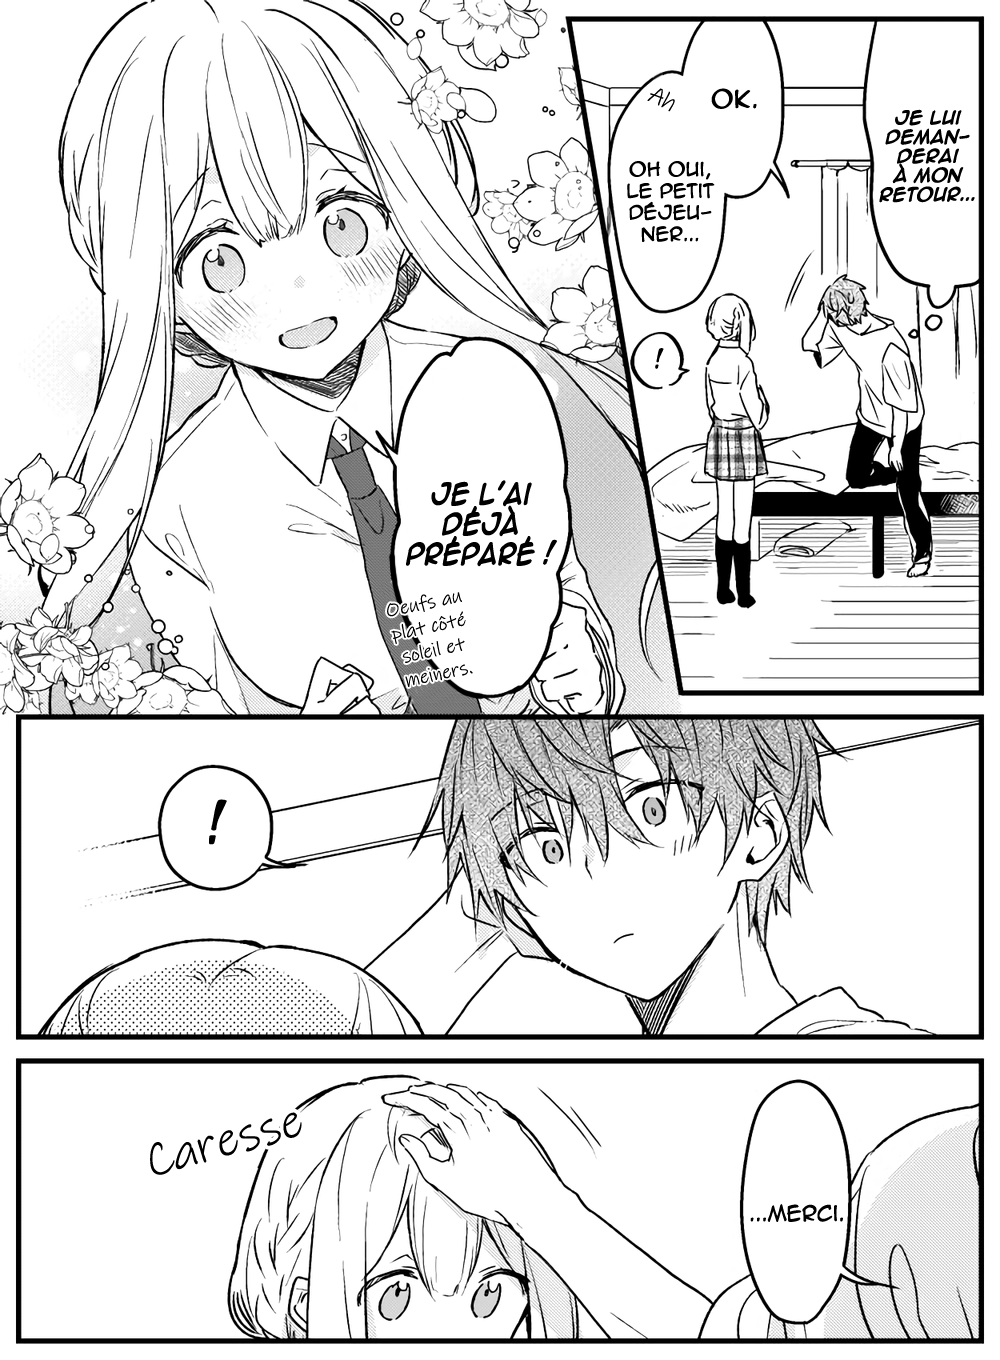 JE LUI
DEMAN-
DERAI
À MON
RETOUR...
OK.
Ah
OH OUI,
LE PETIT
DÉJEU-
NER...
!
JE L'AI
DÉJÀ
PRÉPARÉ !
Oeufs au
plat côté
soleil et
meiners.
!
...MERCI.
Caresse